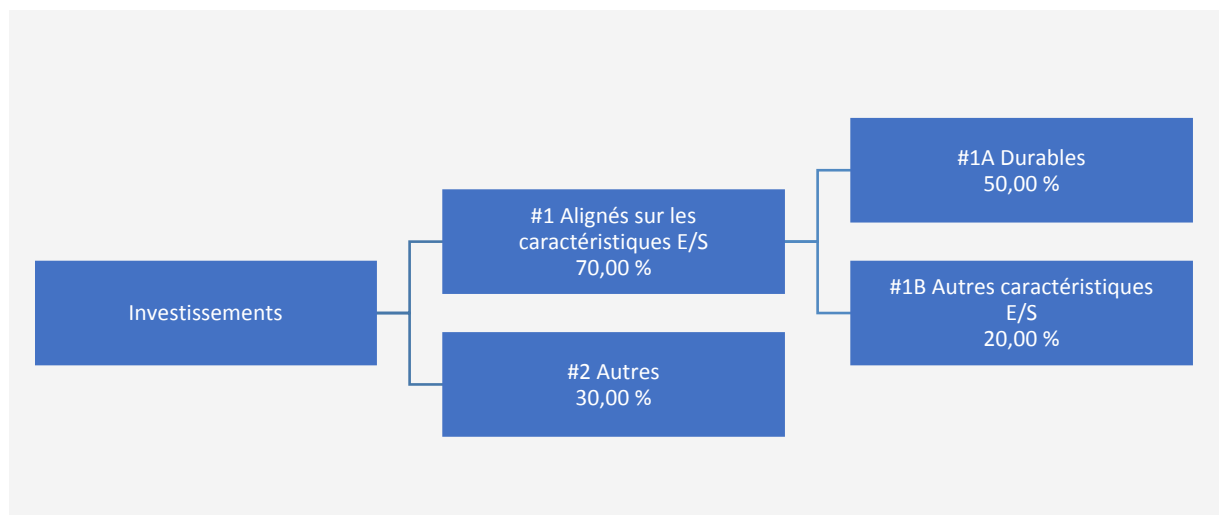 Investissements
#1 Alignés sur les
caractéristiques E/S
70,00 %
#2 Autres
30,00 %
#1A Durables
50,00 %
#1B Autres caractéristiques
E/S
20,00 %